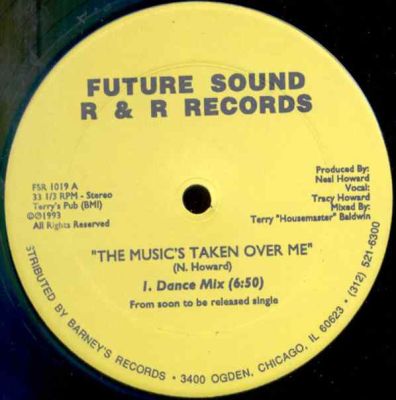 FUTURE SOUND
R & R RECORDS
FSR 1019 A
33 1/3 RPM - Stereo
Terry's Pub (BMI)
©℗1993
All Rights Reserved
Produced By:
Neal Howard
Vocal:
Tracy Howard
Mixed By:
Terry "Housemaster" Baldwin
"THE MUSIC'S TAKEN OVER ME"
(N. Howard)
1. Dance Mix (6:50)
From soon to be released single
STRIBUTED BY BARNEY'S RECORDS • 3400 OGDEN, CHICAGO, IL 60623 • (312) 521-6300